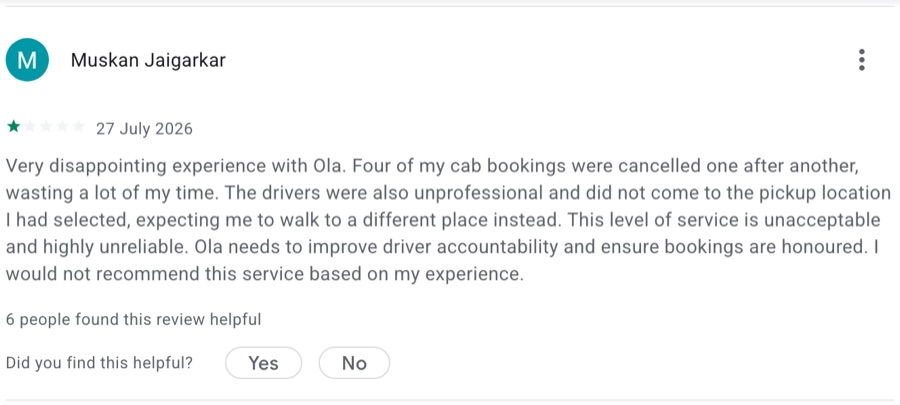 M
Muskan Jaigarkar
27 July 2026
Very disappointing experience with Ola. Four of my cab bookings were cancelled one after another,
wasting a lot of my time. The drivers were also unprofessional and did not come to the pickup location
I had selected, expecting me to walk to a different place instead. This level of service is unacceptable
and highly unreliable. Ola needs to improve driver accountability and ensure bookings are honoured. I
would not recommend this service based on my experience.
6 people found this review helpful
Did you find this helpful? Yes No